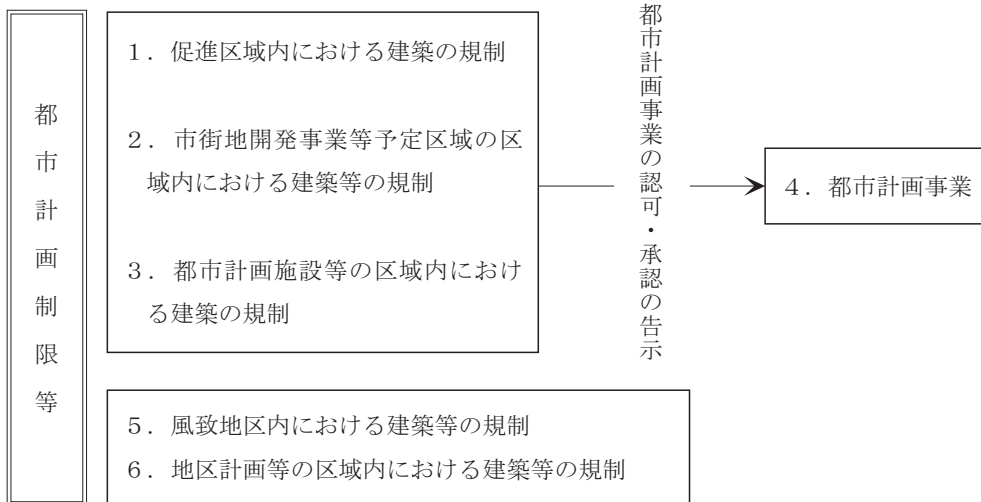 都市計画制限等
１．促進区域内における建築の規制
２．市街地開発事業等予定区域の区
域内における建築等の規制
３．都市計画施設等の区域内におけ
る建築の規制
都市計画事業の認可・承認の告示
４．都市計画事業
５．風致地区内における建築等の規制
６．地区計画等の区域内における建築等の規制